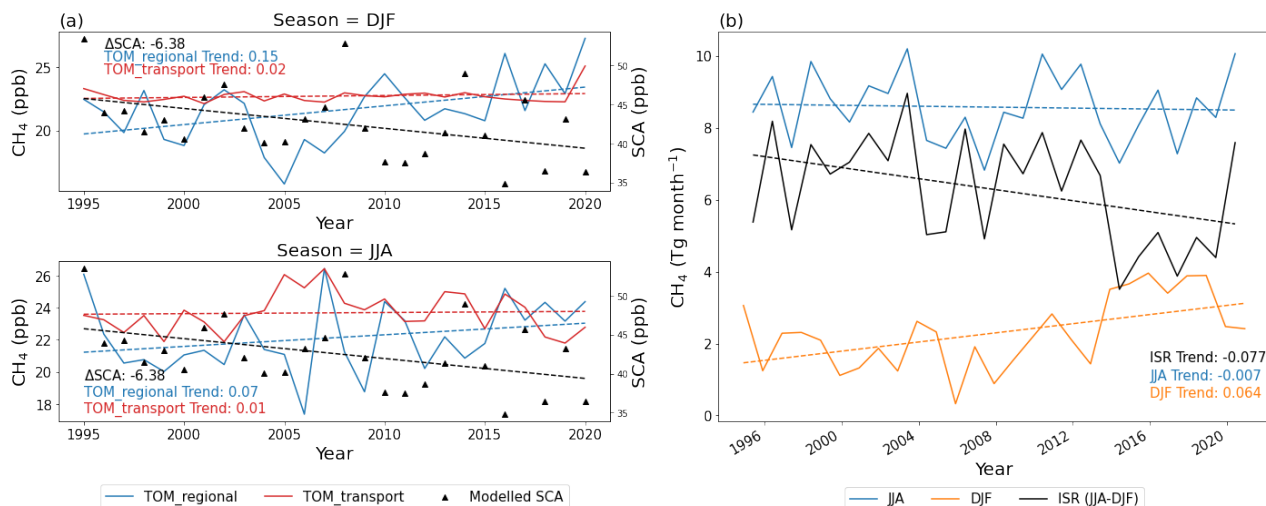 (a)
Season = DJF
ΔSCA: -6.38
TOM_regional Trend: 0.15
TOM_transport Trend: 0.02
25
20
CH₄ (ppb)
50
45
40
35
SCA (ppb)
1995 2000 2005 2010 2015 2020
Year
Season = JJA
26
24
22
20
18
CH₄ (ppb)
ΔSCA: -6.38
TOM_regional Trend: 0.07
TOM_transport Trend: 0.01
50
45
40
35
SCA (ppb)
1995 2000 2005 2010 2015 2020
Year
TOM_regional TOM_transport Modelled SCA
(b)
10
8
6
4
2
0
CH₄ (Tg month⁻¹)
ISR Trend: -0.077
JJA Trend: -0.007
DJF Trend: 0.064
1996 2000 2004 2008 2012 2016 2020
Year
JJA DJF ISR (JJA-DJF)